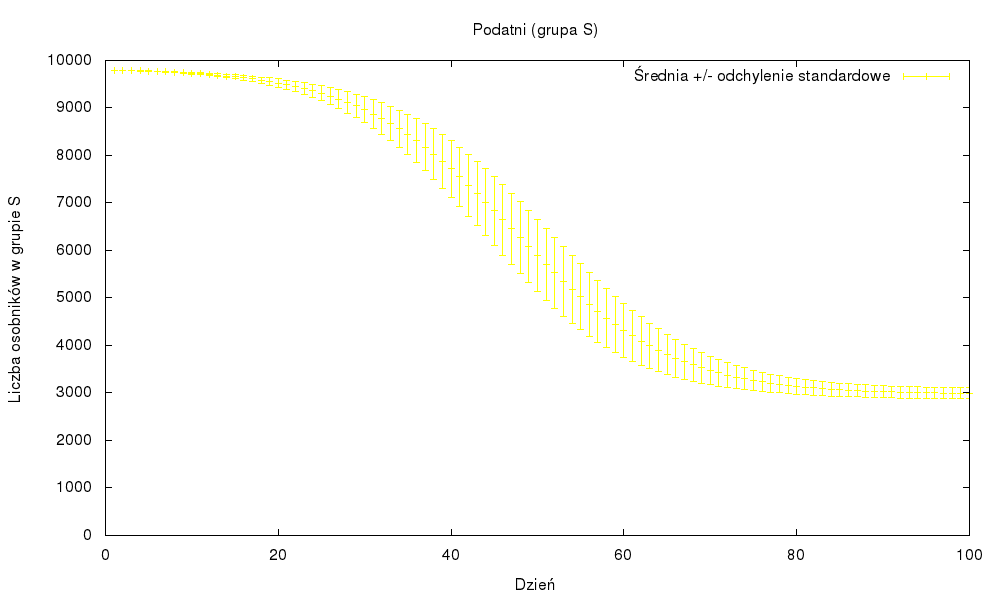 Podatni (grupa S)
Średnia +/- odchylenie standardowe
Liczba osobników w grupie S
10000
9000
8000
7000
6000
5000
4000
3000
2000
1000
0
0 20 40 60 80 100
Dzień